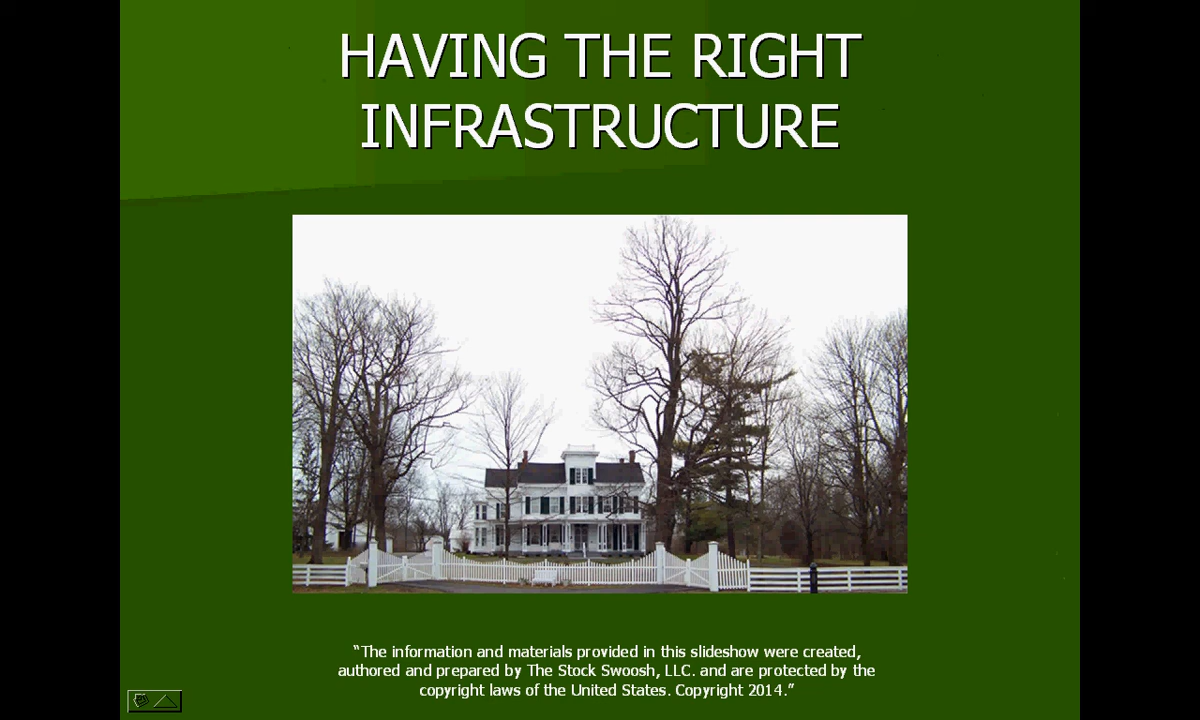 HAVING THE RIGHT
INFRASTRUCTURE
“The information and materials provided in this slideshow were created,
authored and prepared by The Stock Swoosh, LLC. and are protected by the
copyright laws of the United States. Copyright 2014.”